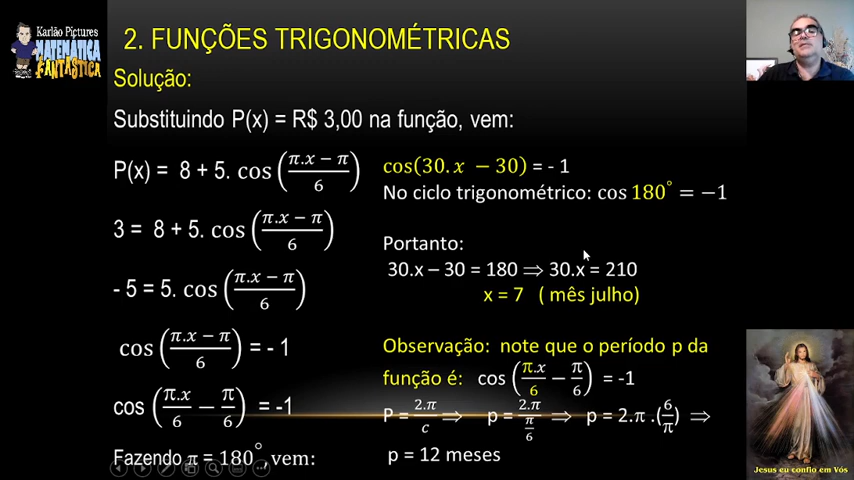 Karlão Pictures
MATEMÁTICA
FANTÁSTICA
2. FUNÇÕES TRIGONOMÉTRICAS
Solução:
Substituindo P(x) = R$ 3,00 na função, vem:
P(x) = 8 + 5. cos((π.x − π)/6)
3 = 8 + 5. cos((π.x − π)/6)
- 5 = 5. cos((π.x − π)/6)
cos((π.x − π)/6) = - 1
cos(π.x/6 − π/6) = -1
Fazendo π = 180°, vem:
cos(30. x − 30) = - 1
No ciclo trigonométrico: cos 180° = −1
Portanto:
30.x – 30 = 180 ⇒ 30.x = 210
x = 7 ( mês julho)
Observação: note que o período p da
função é: cos(π.x/6 − π/6) = -1
P = 2.π/c ⇒ p = 2.π/(π/6) ⇒ p = 2.π .(6/π) ⇒
p = 12 meses
Jesus eu confio em Vós